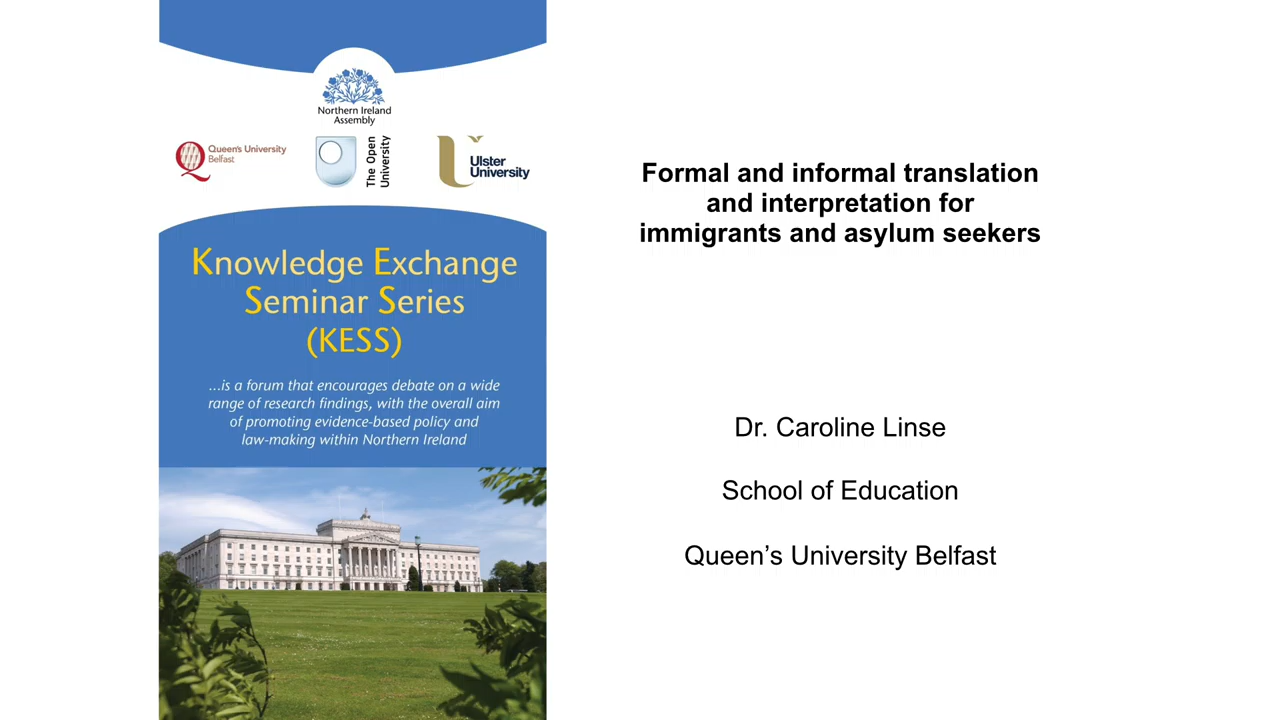 Northern Ireland
Assembly
Queen's University
Belfast
The Open
University
Ulster
University
Knowledge Exchange
Seminar Series
(KESS)
...is a forum that encourages debate on a wide
range of research findings, with the overall aim
of promoting evidence-based policy and
law-making within Northern Ireland
Formal and informal translation
and interpretation for
immigrants and asylum seekers
Dr. Caroline Linse
School of Education
Queen’s University Belfast